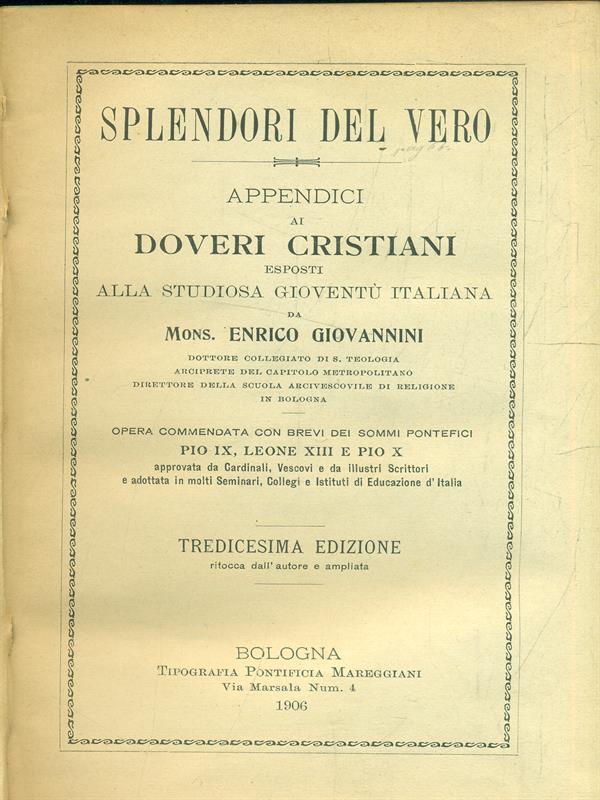 SPLENDORI DEL VERO
APPENDICI
AI
DOVERI CRISTIANI
ESPOSTI
ALLA STUDIOSA GIOVENTÙ ITALIANA
DA
MONS. ENRICO GIOVANNINI
DOTTORE COLLEGIATO DI S. TEOLOGIA
ARCIPRETE DEL CAPITOLO METROPOLITANO
DIRETTORE DELLA SCUOLA ARCIVESCOVILE DI RELIGIONE
IN BOLOGNA
OPERA COMMENDATA CON BREVI DEI SOMMI PONTEFICI
PIO IX, LEONE XIII E PIO X
approvata da Cardinali, Vescovi e da illustri Scrittori
e adottata in molti Seminari, Collegi e Istituti di Educazione d'Italia
TREDICESIMA EDIZIONE
ritocca dall'autore e ampliata
BOLOGNA
TIPOGRAFIA PONTIFICIA MAREGGIANI
Via Marsala Num. 4
1906